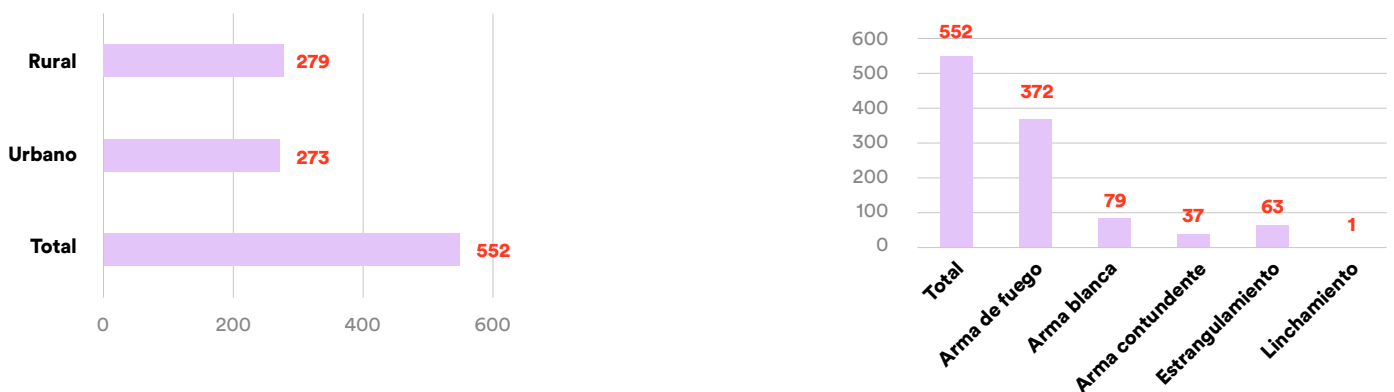 Rural
279
Urbano
273
Total
552
0
200
400
600
600
500
400
300
200
100
0
552
372
79
37
63
1
Total
Arma de fuego
Arma blanca
Arma contundente
Estrangulamiento
Linchamiento